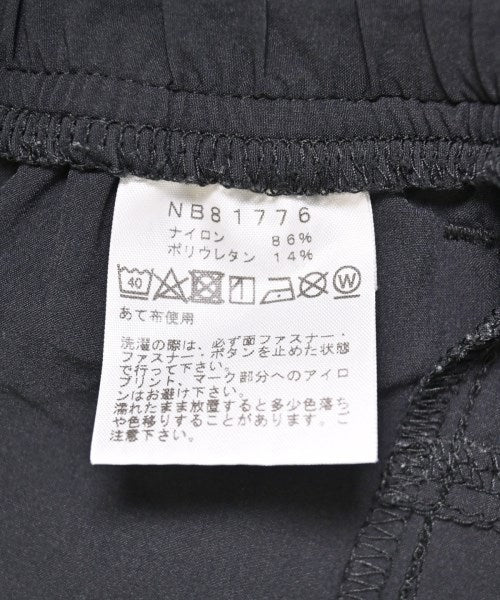 NB81776
ナイロン 86%
ポリウレタン 14%
40 W
あて布使用
洗濯の際は、必ず面ファスナー・
ファスナー・ボタンを止めた状態
で行って下さい。
プリント、マーク部分へのアイロ
ンはお避け下さい。
濡れたまま放置すると多少色落ち
や色移りすることがあります。ご
注意下さい。